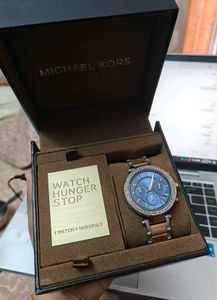 MICHAEL KORS
WATCH
HUNGER
STOP
1 WATCH = 100 MEALS